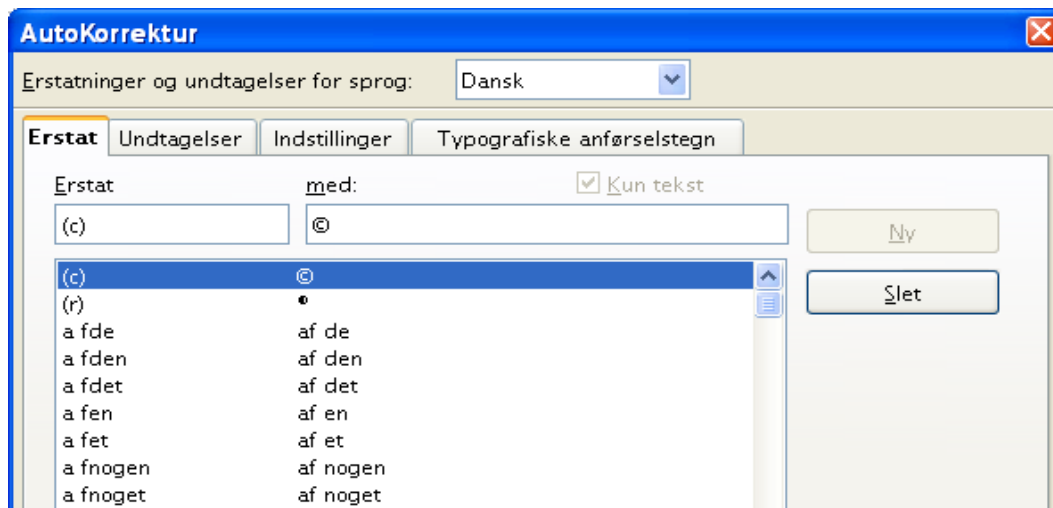 AutoKorrektur
Erstatninger og undtagelser for sprog: Dansk
Erstat Undtagelser Indstillinger Typografiske anførselstegn
Erstat med: Kun tekst
(c) © Ny
(c) ©
Slet
(r)
a fde af de
a fden af den
a fdet af det
a fen af en
a fet af et
a fnogen af nogen
a fnoget af noget